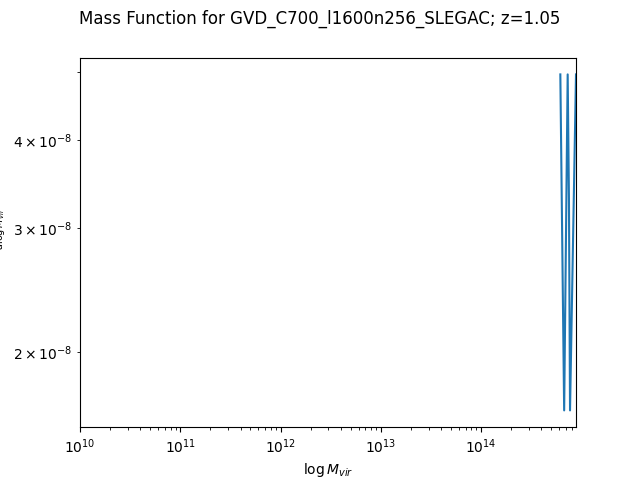 Mass Function for GVD_C700_l1600n256_SLEGAC; z=1.05
4 × 10⁻⁸
3 × 10⁻⁸
2 × 10⁻⁸
10¹⁰ 10¹¹ 10¹² 10¹³ 10¹⁴
log M_vir